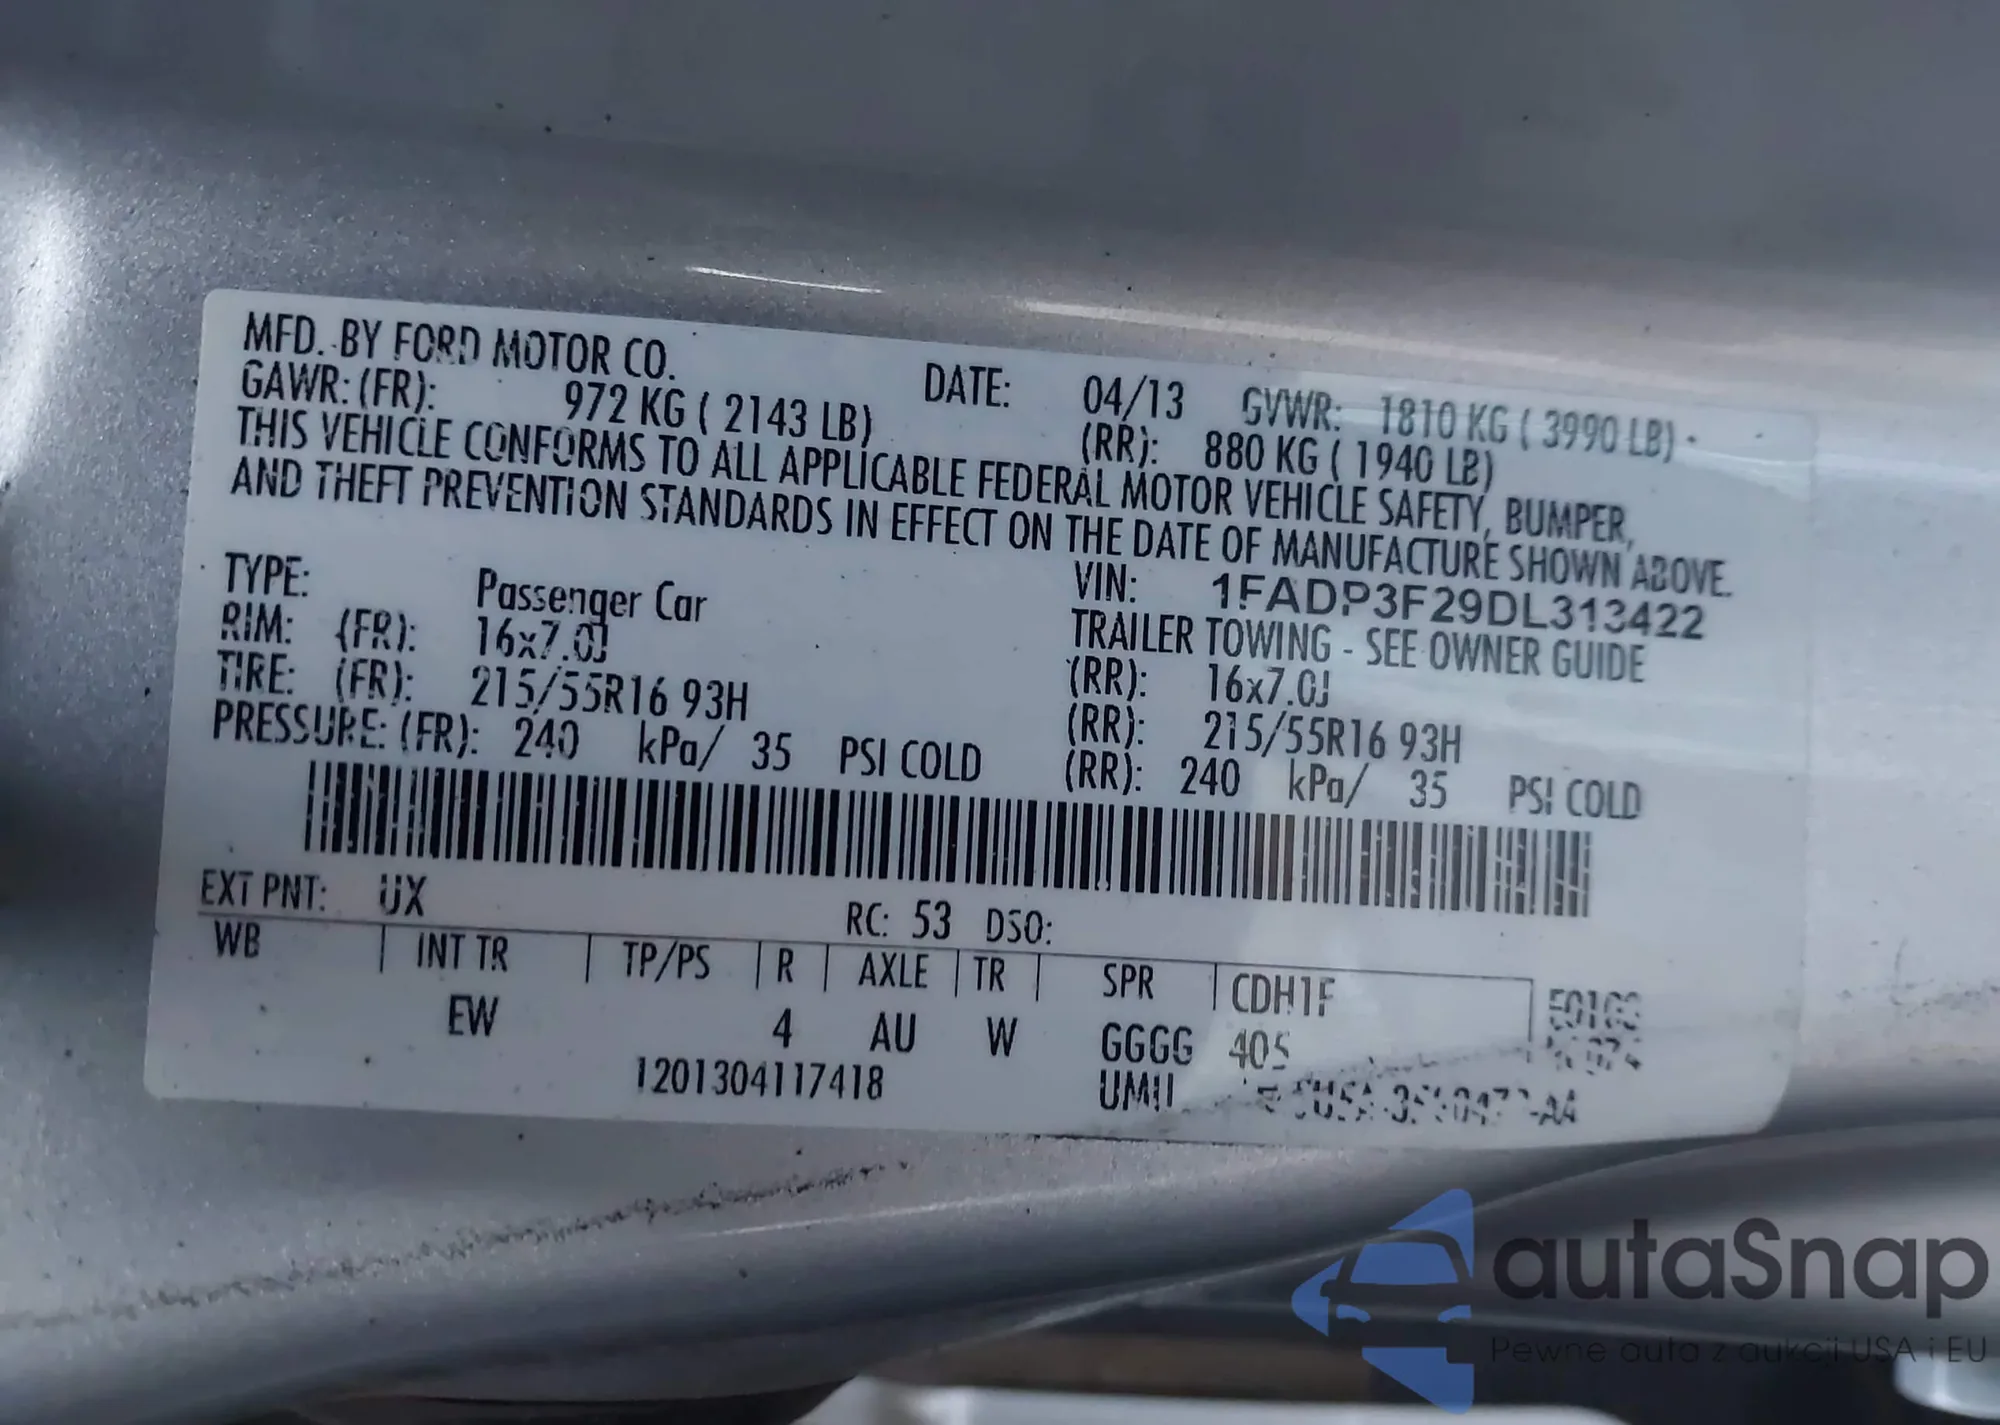 MFD. BY FORD MOTOR CO. DATE: 04/13 GVWR: 1810 KG ( 3990 LB)
GAWR: (FR): 972 KG ( 2143 LB) (RR): 880 KG ( 1940 LB)
THIS VEHICLE CONFORMS TO ALL APPLICABLE FEDERAL MOTOR VEHICLE SAFETY, BUMPER,
AND THEFT PREVENTION STANDARDS IN EFFECT ON THE DATE OF MANUFACTURE SHOWN ABOVE.
VIN: 1FADP3F29DL313422
TYPE: Passenger Car TRAILER TOWING - SEE OWNER GUIDE
RIM: (FR): 16x7.0J (RR): 16x7.0J
TIRE: (FR): 215/55R16 93H (RR): 215/55R16 93H
PRESSURE: (FR): 240 kPa/ 35 PSI COLD (RR): 240 kPa/ 35 PSI COLD
EXT PNT: UX RC: 53 DSO:
WB INT TR TP/PS R AXLE TR SPR CDH1F
EW 4 AU W GGGG 405
1201304117418
autaSnap
Pewne auta z aukcji USA i EU